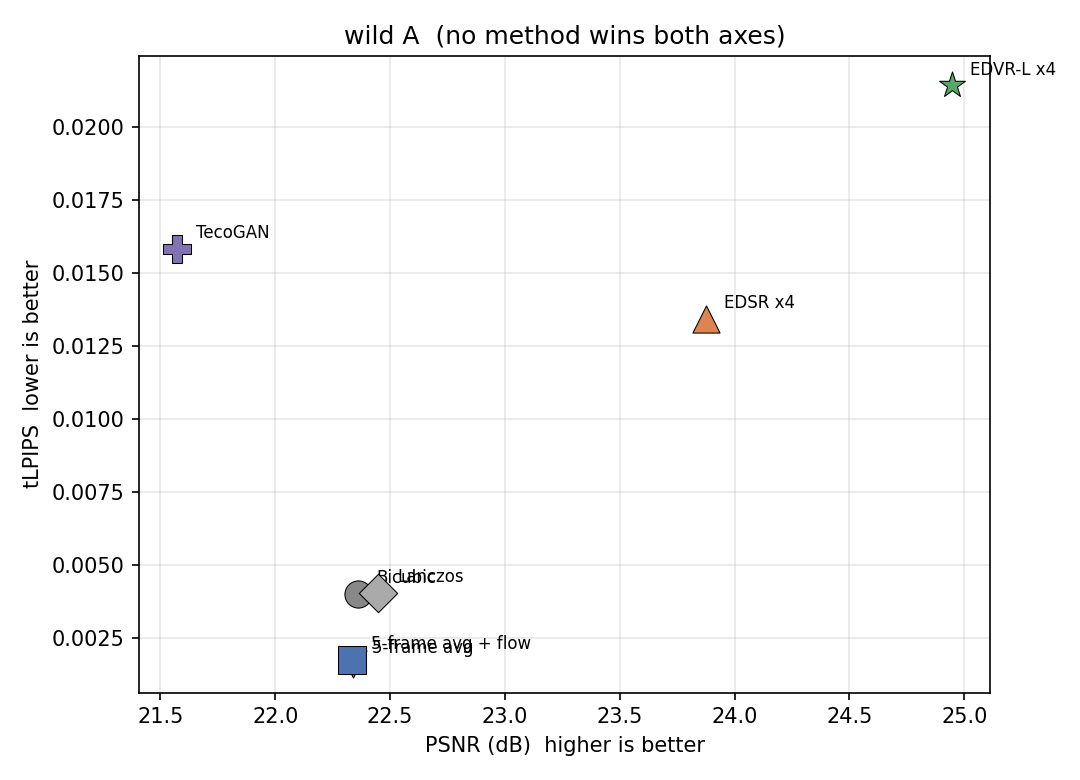 wild A  (no method wins both axes)
EDVR-L x4
TecoGAN
EDSR x4
Bicubic
Lanczos
5-frame avg + flow
5-frame avg
tLPIPS  lower is better
0.0200
0.0175
0.0150
0.0125
0.0100
0.0075
0.0050
0.0025
21.5
22.0
22.5
23.0
23.5
24.0
24.5
25.0
PSNR (dB)  higher is better